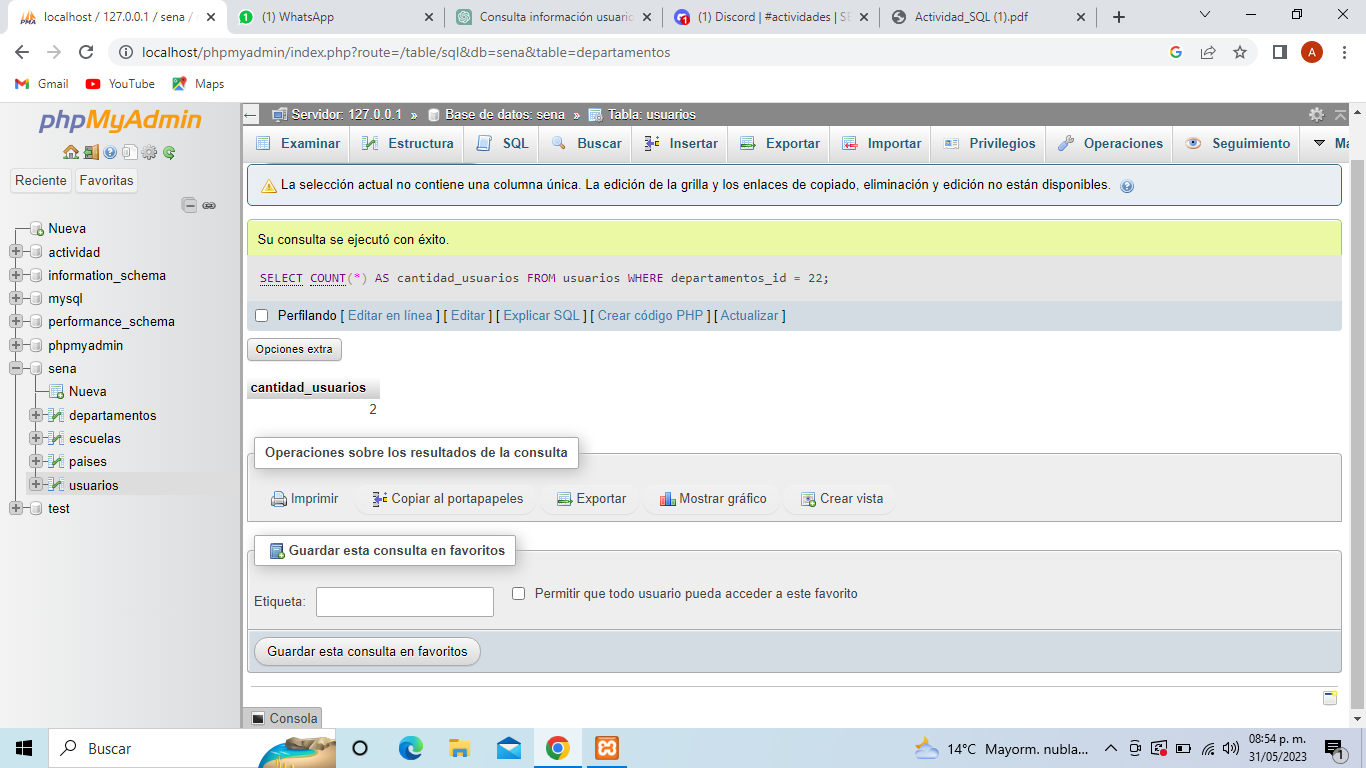 localhost / 127.0.0.1 / sena /
(1) WhatsApp
Consulta información usuario
(1) Discord | #actividades | SE
Actividad_SQL (1).pdf
localhost/phpmyadmin/index.php?route=/table/sql&db=sena&table=departamentos
A
Gmail
YouTube
Maps
phpMyAdmin
Reciente
Favoritas
Nueva
actividad
information_schema
mysql
performance_schema
phpmyadmin
sena
Nueva
departamentos
escuelas
paises
usuarios
test
Servidor: 127.0.0.1 » Base de datos: sena » Tabla: usuarios
Examinar
Estructura
SQL
Buscar
Insertar
Exportar
Importar
Privilegios
Operaciones
Seguimiento
Má
La selección actual no contiene una columna única. La edición de la grilla y los enlaces de copiado, eliminación y edición no están disponibles.
Su consulta se ejecutó con éxito.
SELECT COUNT(*) AS cantidad_usuarios FROM usuarios WHERE departamentos_id = 22;
Perfilando [ Editar en línea ] [ Editar ] [ Explicar SQL ] [ Crear código PHP ] [ Actualizar ]
Opciones extra
cantidad_usuarios
2
Operaciones sobre los resultados de la consulta
Imprimir
Copiar al portapapeles
Exportar
Mostrar gráfico
Crear vista
Guardar esta consulta en favoritos
Etiqueta:
Permitir que todo usuario pueda acceder a este favorito
Guardar esta consulta en favoritos
Consola
Buscar
14°C Mayorm. nubla...
08:54 p. m.
31/05/2023
1